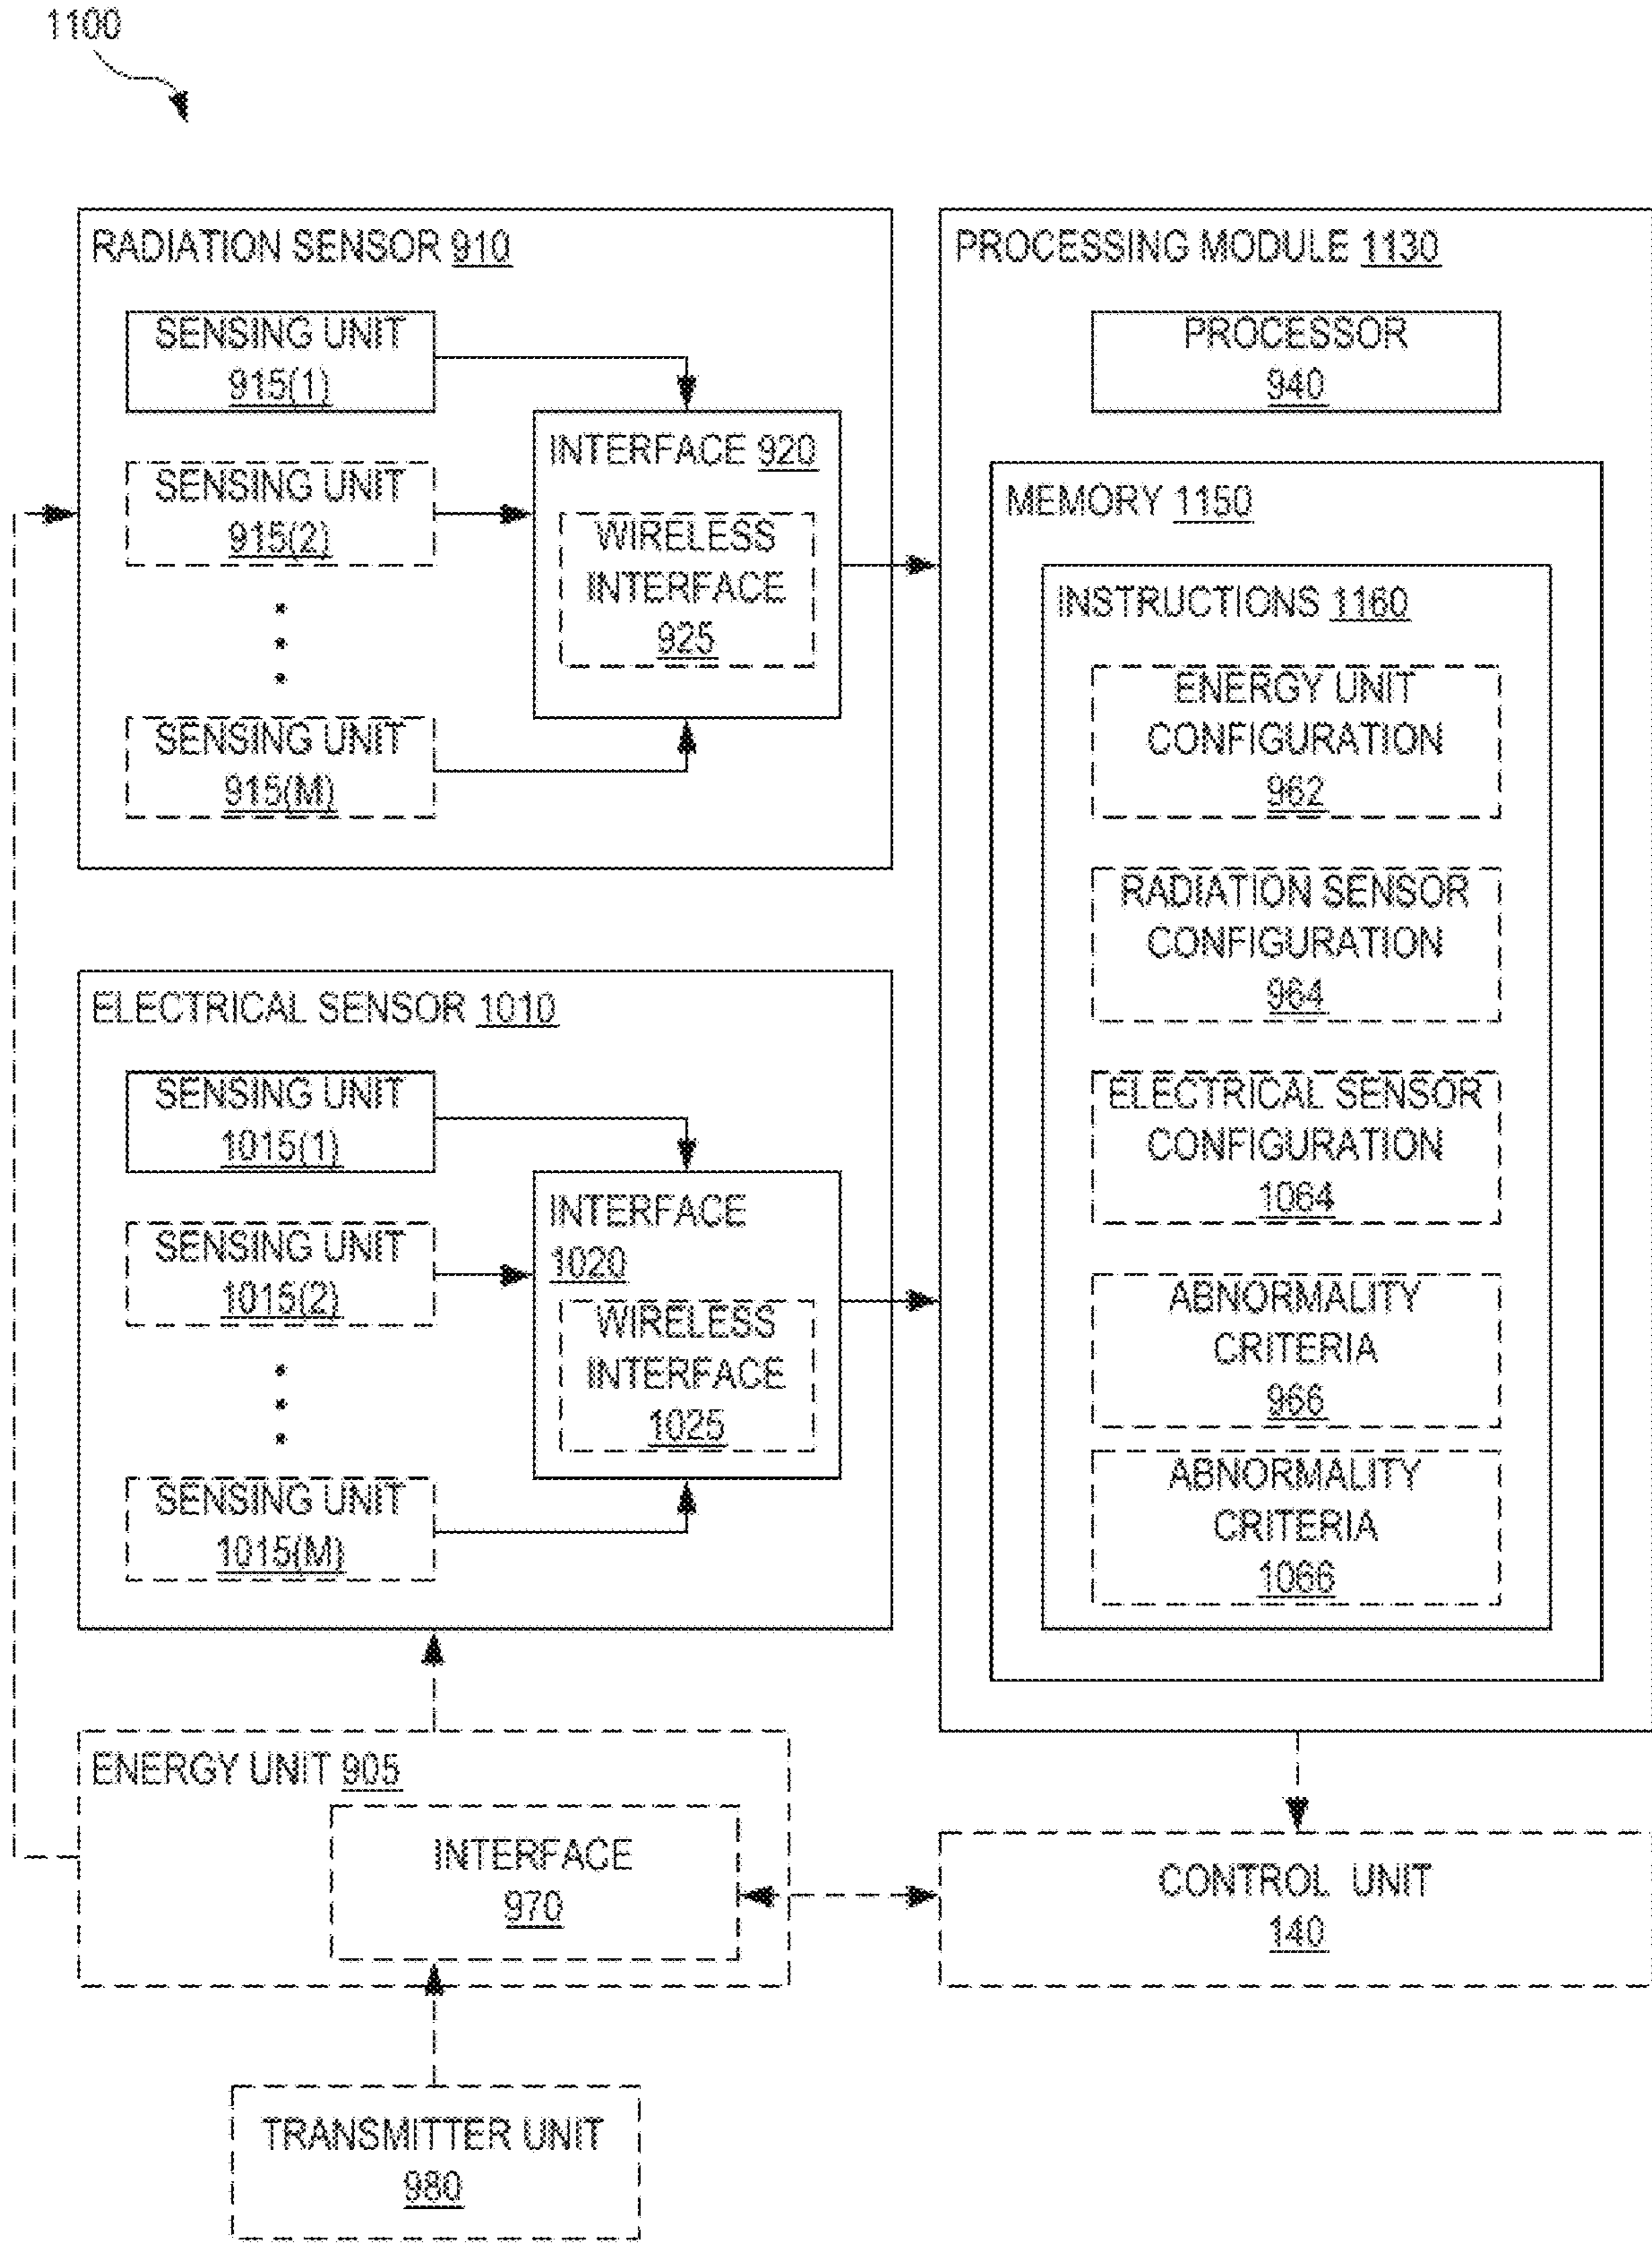 1100
RADIATION SENSOR 910
SENSING UNIT
915(1)
SENSING UNIT
915(2)
SENSING UNIT
915(M)
INTERFACE 920
WIRELESS
INTERFACE
925
ELECTRICAL SENSOR 1010
SENSING UNIT
1015(1)
SENSING UNIT
1015(2)
SENSING UNIT
1015(M)
INTERFACE
1020
WIRELESS
INTERFACE
1025
PROCESSING MODULE 1130
PROCESSOR
940
MEMORY 1150
INSTRUCTIONS 1160
ENERGY UNIT
CONFIGURATION
962
RADIATION SENSOR
CONFIGURATION
964
ELECTRICAL SENSOR
CONFIGURATION
1064
ABNORMALITY
CRITERIA
966
ABNORMALITY
CRITERIA
1066
ENERGY UNIT 905
INTERFACE
970
CONTROL UNIT
140
TRANSMITTER UNIT
980